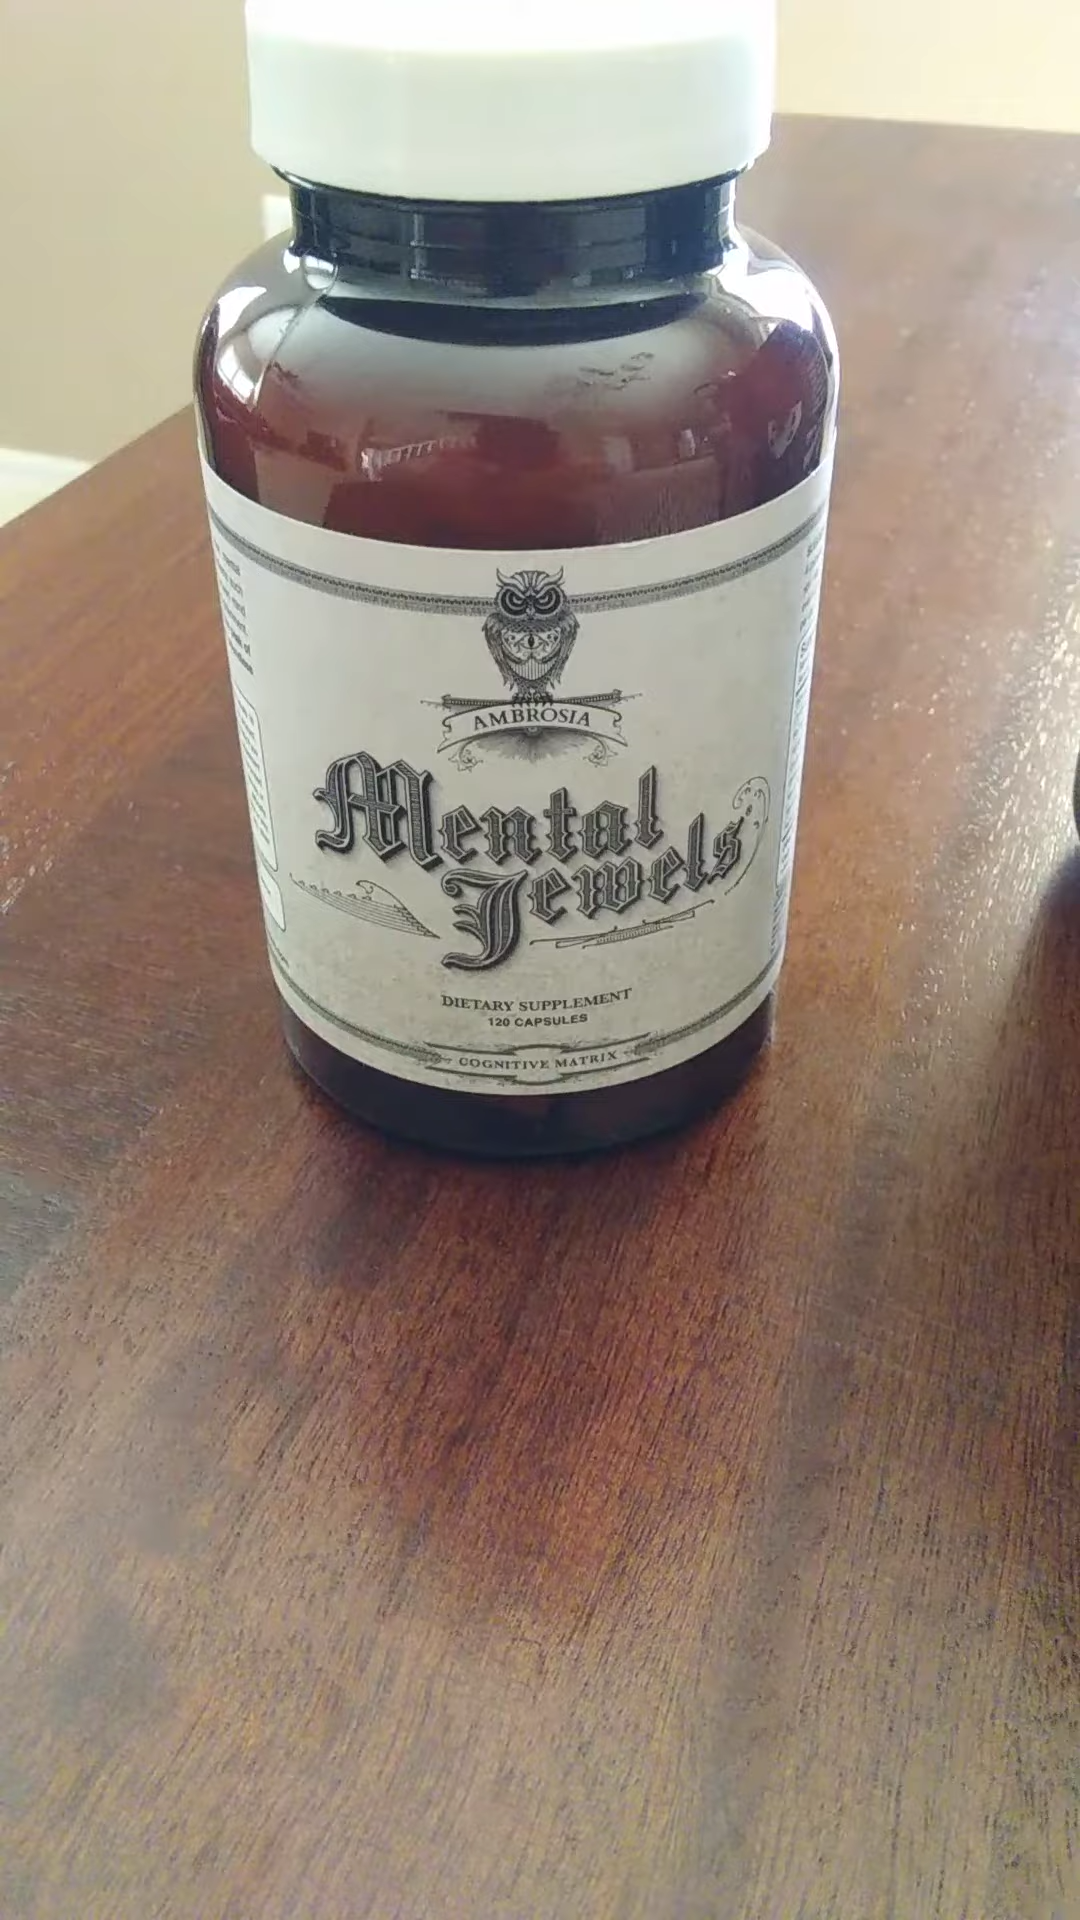 AMBROSIA
Mental
Jewels
DIETARY SUPPLEMENT
120 CAPSULES
COGNITIVE MATRIX